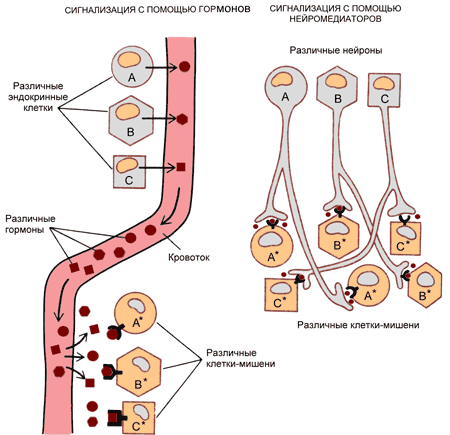 СИГНАЛИЗАЦИЯ С ПОМОЩЬЮ ГОРМОНОВ
СИГНАЛИЗАЦИЯ С ПОМОЩЬЮ
НЕЙРОМЕДИАТОРОВ
Различные нейроны
Различные
эндокринные
клетки
A
B
C
A
B
C
Различные
гормоны
Кровоток
A*
B*
C*
C*
A*
B*
Различные клетки-мишени
A*
B*
C*
Различные
клетки-мишени